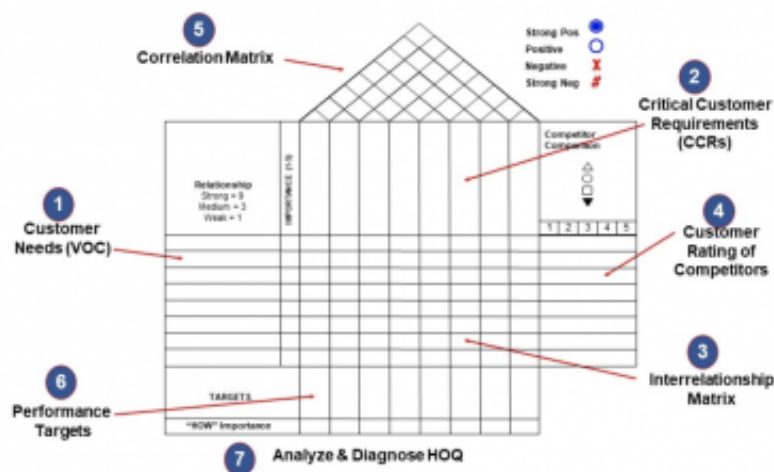 5
Correlation Matrix
Strong Pos
Positive
Negative
Strong Neg
2
Critical Customer
Requirements
(CCRs)
Competitor
Comparison
Relationship
Strong = 9
Medium = 3
Weak = 1
IMPORTANCE (1-5)
1
Customer
Needs (VOC)
1 2 3 4 5
4
Customer
Rating of
Competitors
3
Interrelationship
Matrix
6
Performance
Targets
TARGETS
"HOW" Importance
7
Analyze & Diagnose HOQ